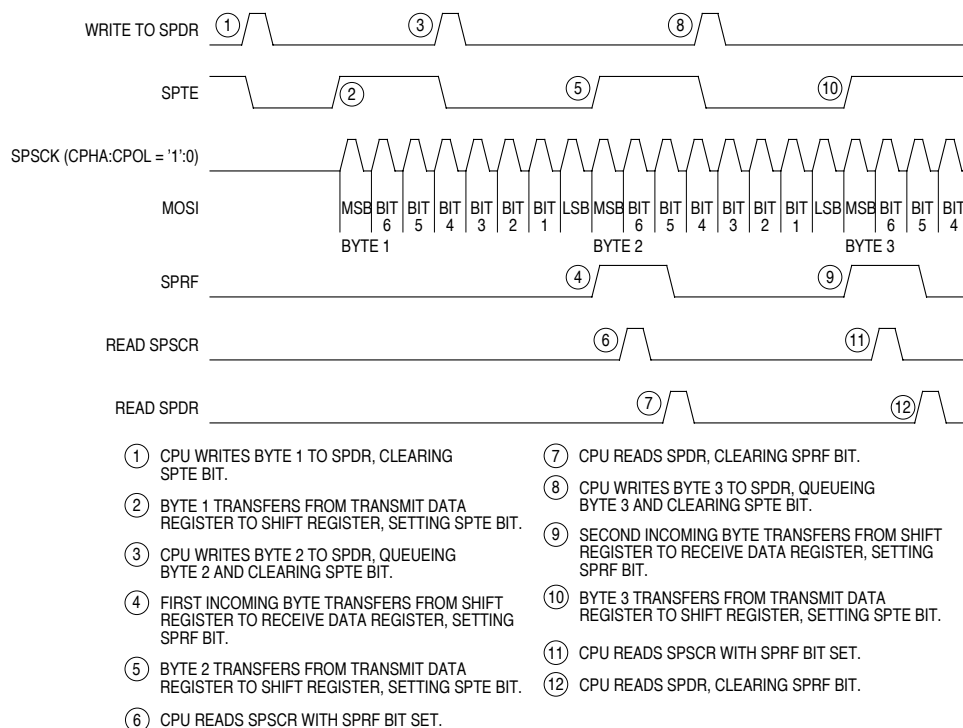 WRITE TO SPDR
1
3
8
SPTE
2
5
10
SPSCK (CPHA:CPOL = '1':0)
MOSI
MSB BIT 6 BIT 5 BIT 4 BIT 3 BIT 2 BIT 1 LSB MSB BIT 6 BIT 5 BIT 4 BIT 3 BIT 2 BIT 1 LSB MSB BIT 6 BIT 5 BIT 4
BYTE 1
BYTE 2
BYTE 3
SPRF
4
9
READ SPSCR
6
11
READ SPDR
7
12
1 CPU WRITES BYTE 1 TO SPDR, CLEARING
SPTE BIT.
2 BYTE 1 TRANSFERS FROM TRANSMIT DATA
REGISTER TO SHIFT REGISTER, SETTING SPTE BIT.
3 CPU WRITES BYTE 2 TO SPDR, QUEUEING
BYTE 2 AND CLEARING SPTE BIT.
4 FIRST INCOMING BYTE TRANSFERS FROM SHIFT
REGISTER TO RECEIVE DATA REGISTER, SETTING
SPRF BIT.
5 BYTE 2 TRANSFERS FROM TRANSMIT DATA
REGISTER TO SHIFT REGISTER, SETTING SPTE BIT.
6 CPU READS SPSCR WITH SPRF BIT SET.
7 CPU READS SPDR, CLEARING SPRF BIT.
8 CPU WRITES BYTE 3 TO SPDR, QUEUEING
BYTE 3 AND CLEARING SPTE BIT.
9 SECOND INCOMING BYTE TRANSFERS FROM SHIFT
REGISTER TO RECEIVE DATA REGISTER, SETTING
SPRF BIT.
10 BYTE 3 TRANSFERS FROM TRANSMIT DATA
REGISTER TO SHIFT REGISTER, SETTING SPTE BIT.
11 CPU READS SPSCR WITH SPRF BIT SET.
12 CPU READS SPDR, CLEARING SPRF BIT.